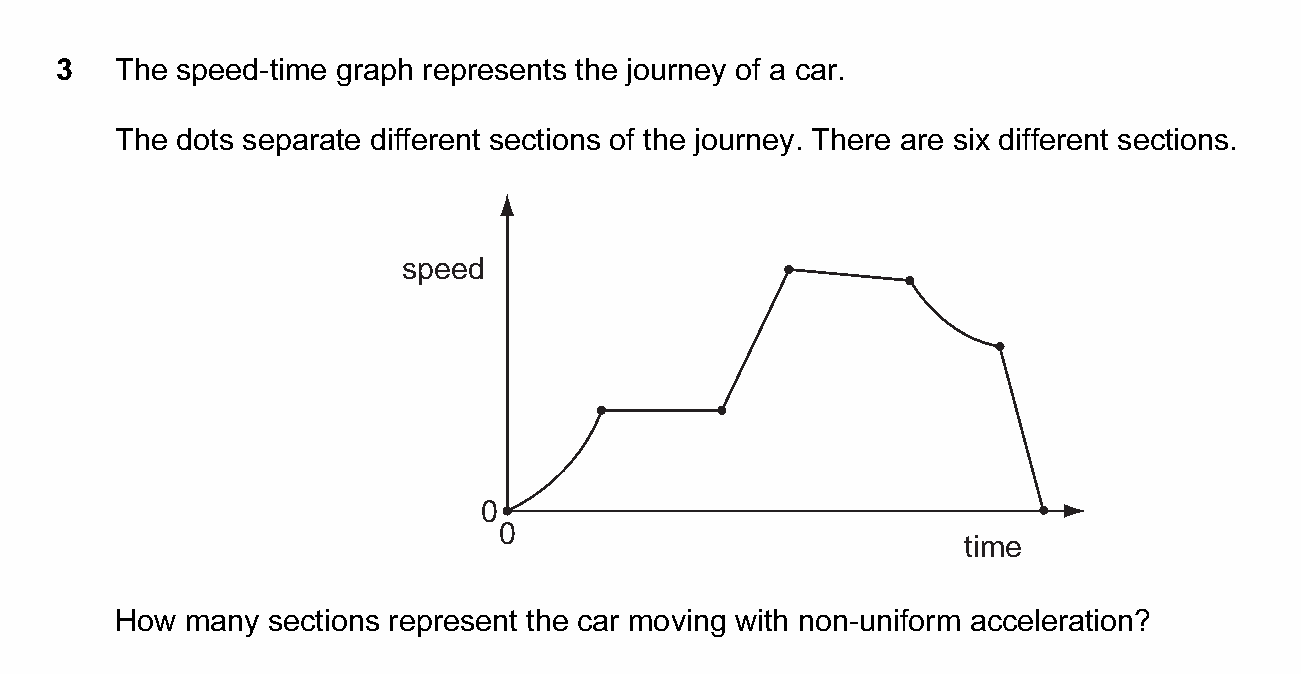 3 The speed-time graph represents the journey of a car.
The dots separate different sections of the journey. There are six different sections.
speed
0
0
time
How many sections represent the car moving with non-uniform acceleration?